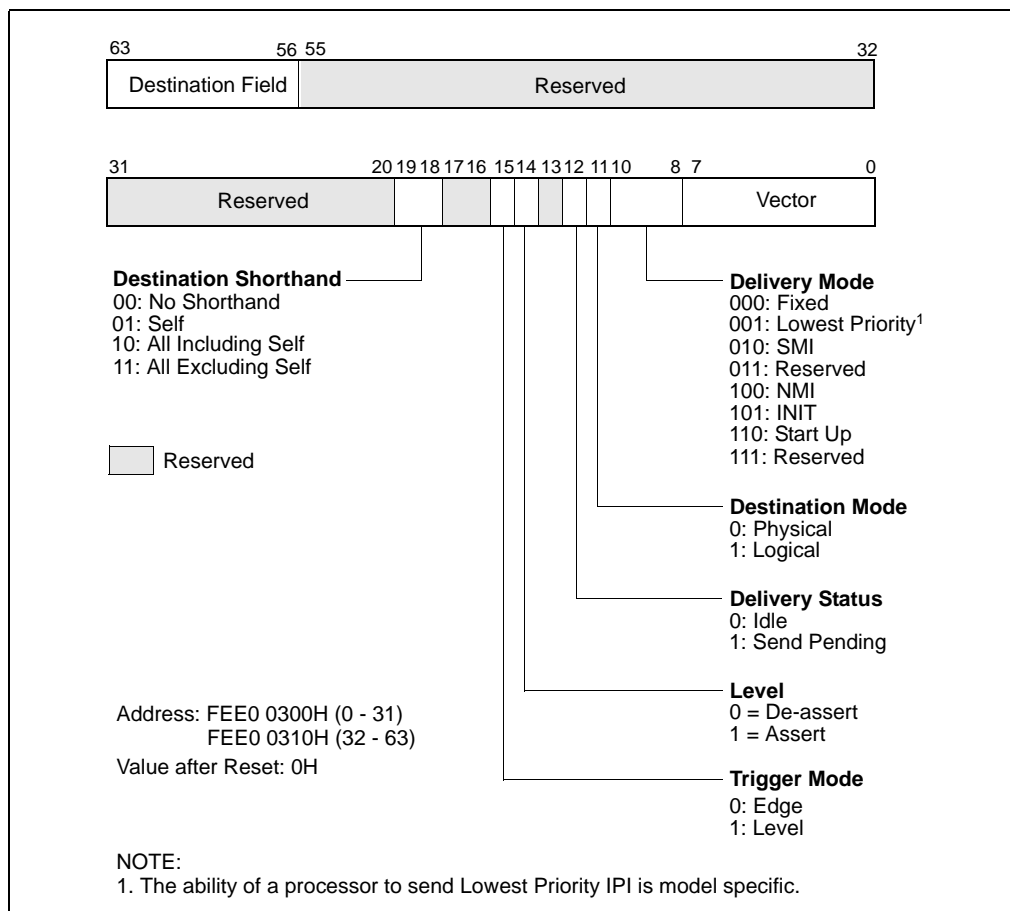 63 56 55 32
Destination Field Reserved
31 20 19 18 17 16 15 14 13 12 11 10 8 7 0
Reserved Vector
Destination Shorthand
00: No Shorthand
01: Self
10: All Including Self
11: All Excluding Self
Reserved
Delivery Mode
000: Fixed
001: Lowest Priority1
010: SMI
011: Reserved
100: NMI
101: INIT
110: Start Up
111: Reserved
Destination Mode
0: Physical
1: Logical
Delivery Status
0: Idle
1: Send Pending
Level
0 = De-assert
1 = Assert
Trigger Mode
0: Edge
1: Level
Address: FEE0 0300H (0 - 31)
FEE0 0310H (32 - 63)
Value after Reset: 0H
NOTE:
1. The ability of a processor to send Lowest Priority IPI is model specific.